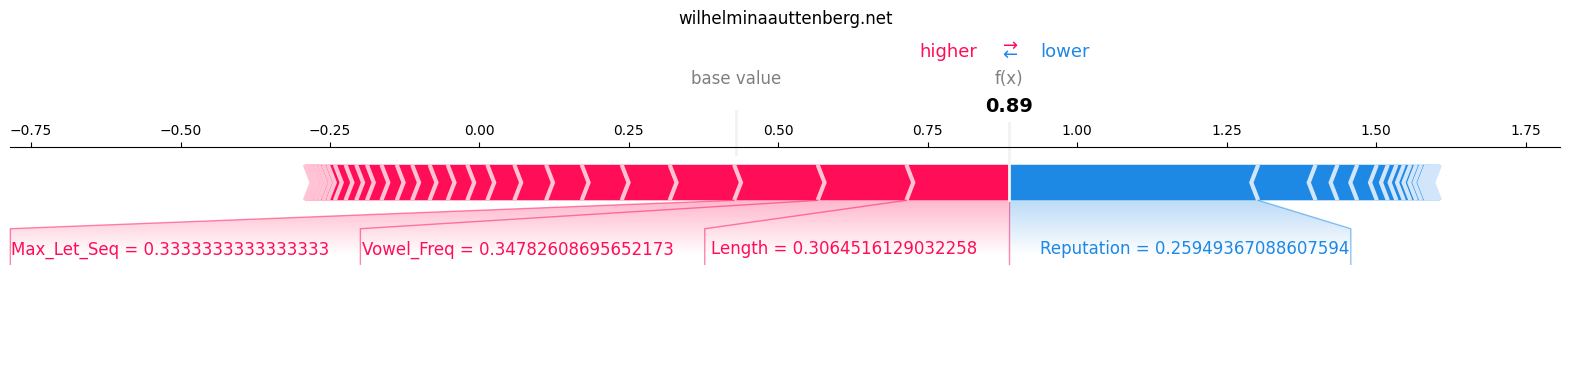 wilhelminaauttenberg.net
higher ⇄ lower
base value f(x)
0.89
−0.75 −0.50 −0.25 0.00 0.25 0.50 0.75 1.00 1.25 1.50 1.75
Max_Let_Seq = 0.3333333333333333 Vowel_Freq = 0.34782608695652173 Length = 0.3064516129032258 Reputation = 0.25949367088607594